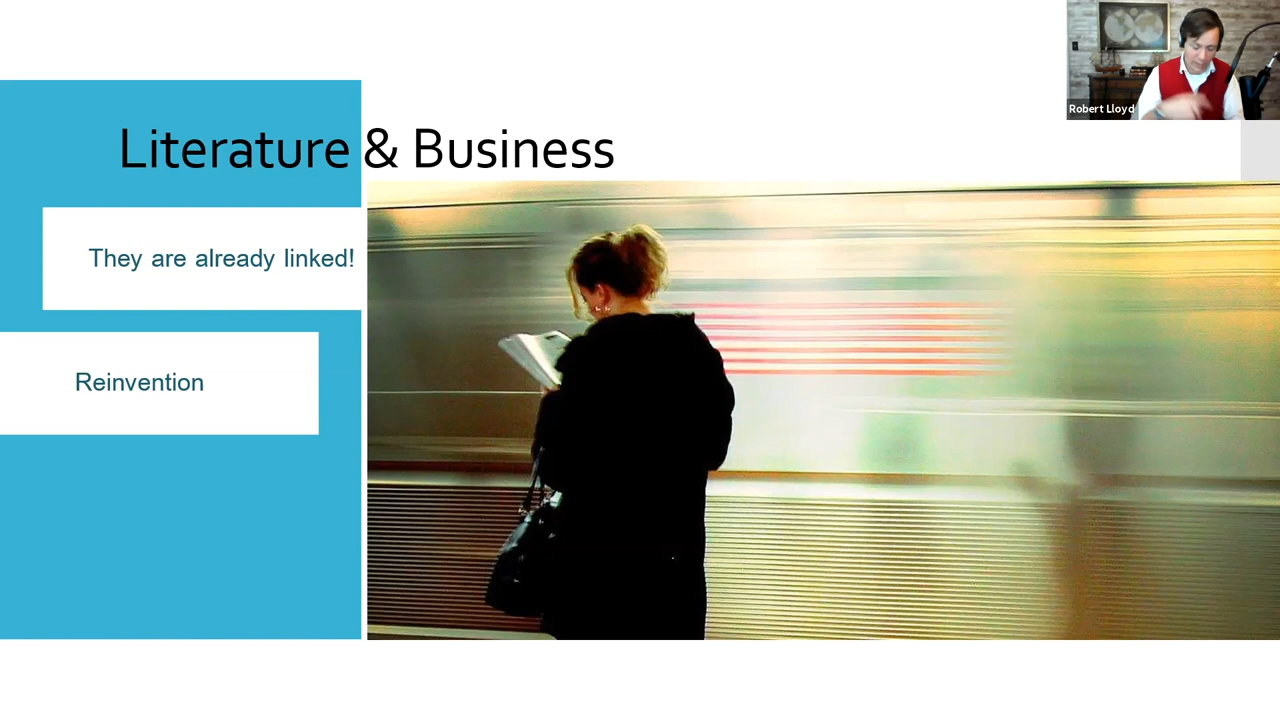 Robert Lloyd
Literature & Business
They are already linked!
Reinvention